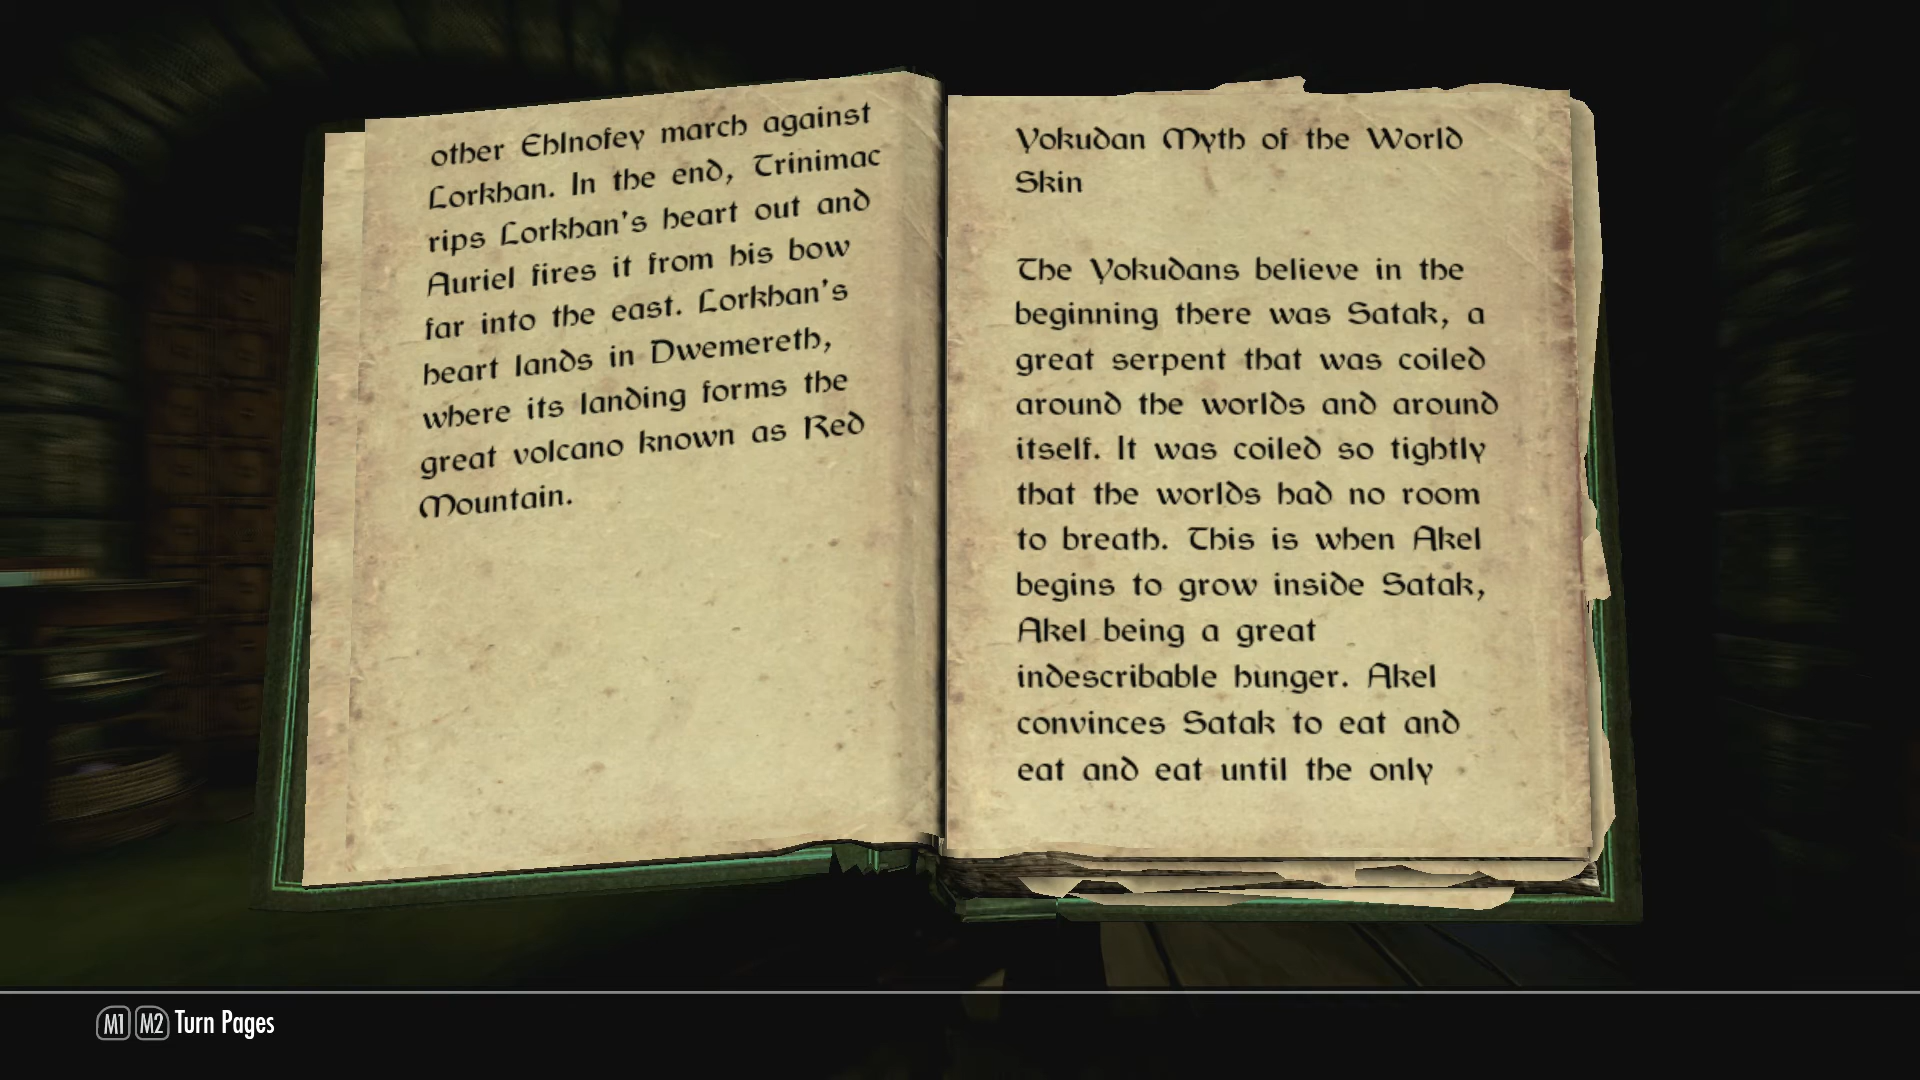 other Ehlnofey march against
Lorkhan. In the end, Trinimac
rips Lorkhan's heart out and
Auriel fires it from his bow
far into the east. Lorkhan's
heart lands in Dwemereth,
where its landing forms the
great volcano known as Red
Mountain.
Yokudan Myth of the World
Skin
The Yokudans believe in the
beginning there was Satak, a
great serpent that was coiled
around the worlds and around
itself. It was coiled so tightly
that the worlds had no room
to breath. This is when Akel
begins to grow inside Satak,
Akel being a great
indescribable hunger. Akel
convinces Satak to eat and
eat and eat until the only
M1 M2 Turn Pages